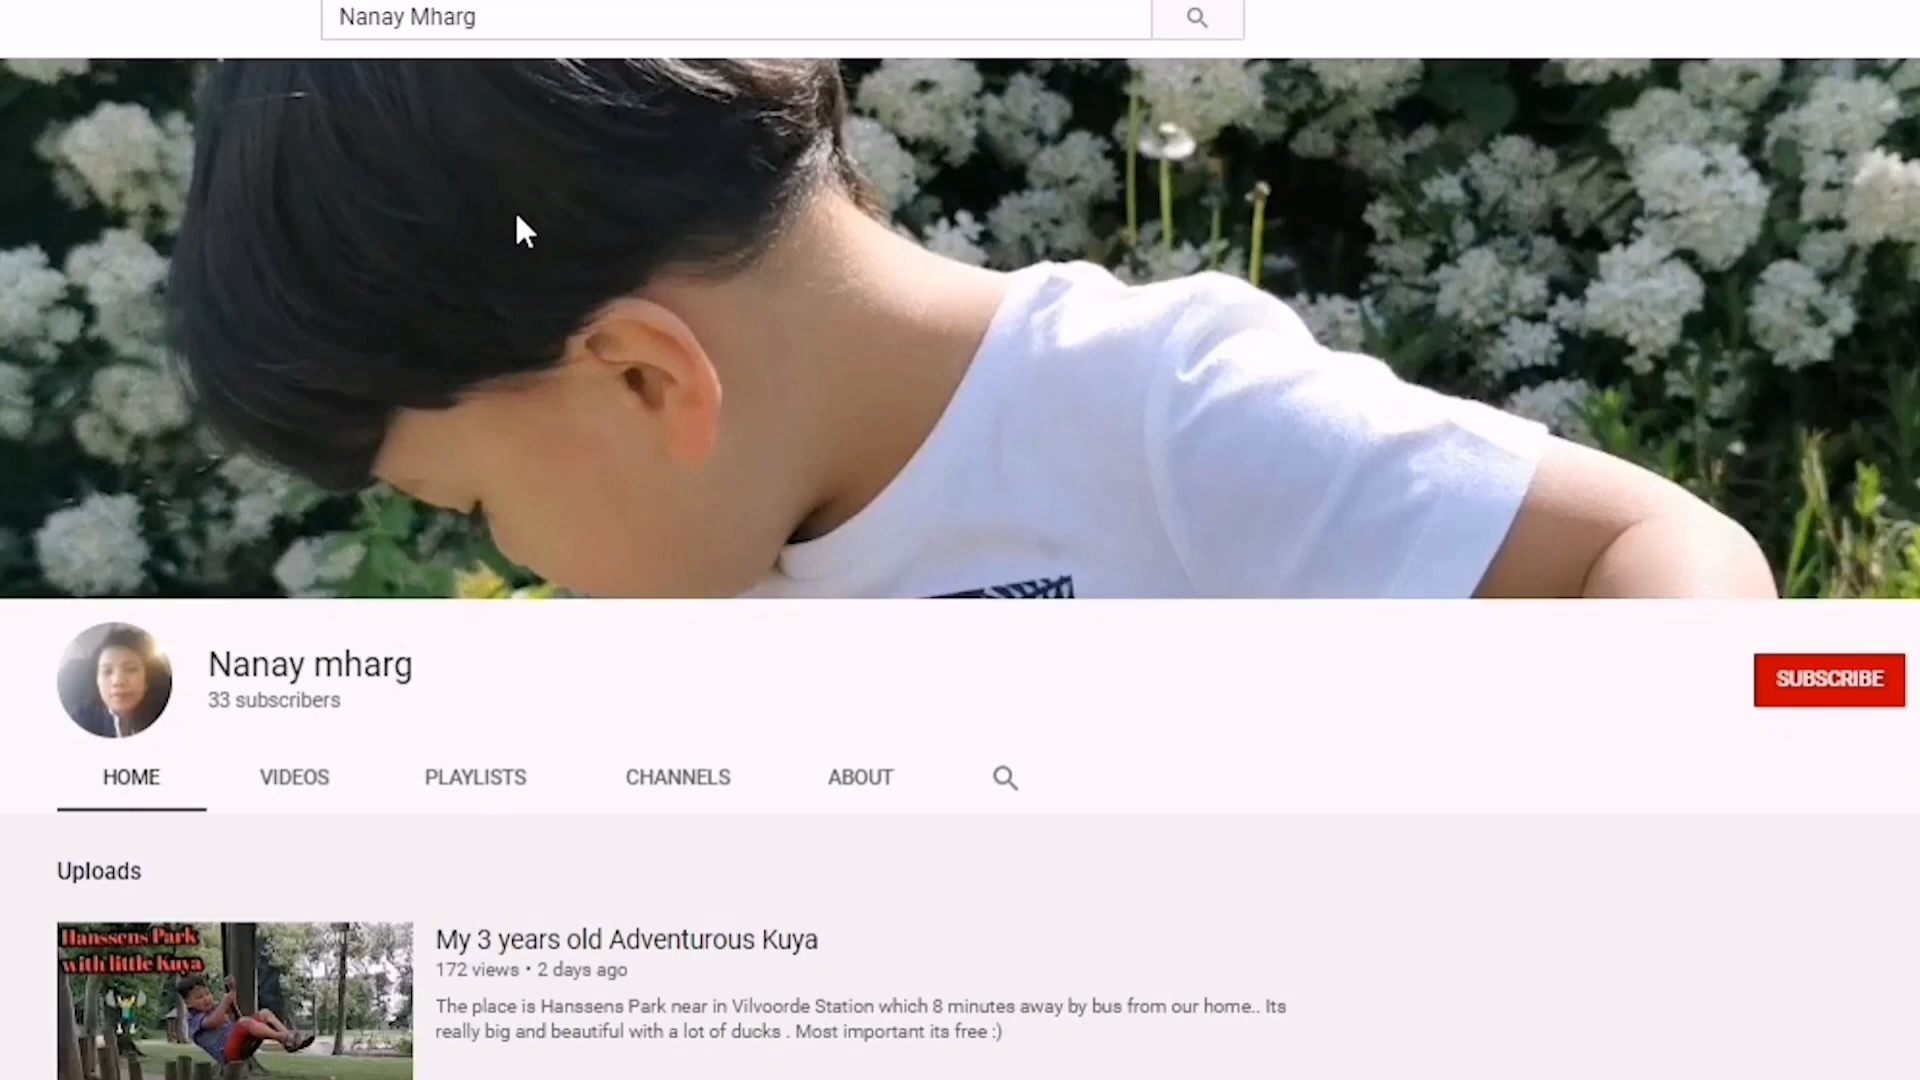 Nanay Mharg
Nanay mharg
33 subscribers
SUBSCRIBE
HOME VIDEOS PLAYLISTS CHANNELS ABOUT
Uploads
Hanssens Park
with little Kuya
My 3 years old Adventurous Kuya
172 views • 2 days ago
The place is Hanssens Park near in Vilvoorde Station which 8 minutes away by bus from our home.. Its
really big and beautiful with a lot of ducks . Most important its free :)